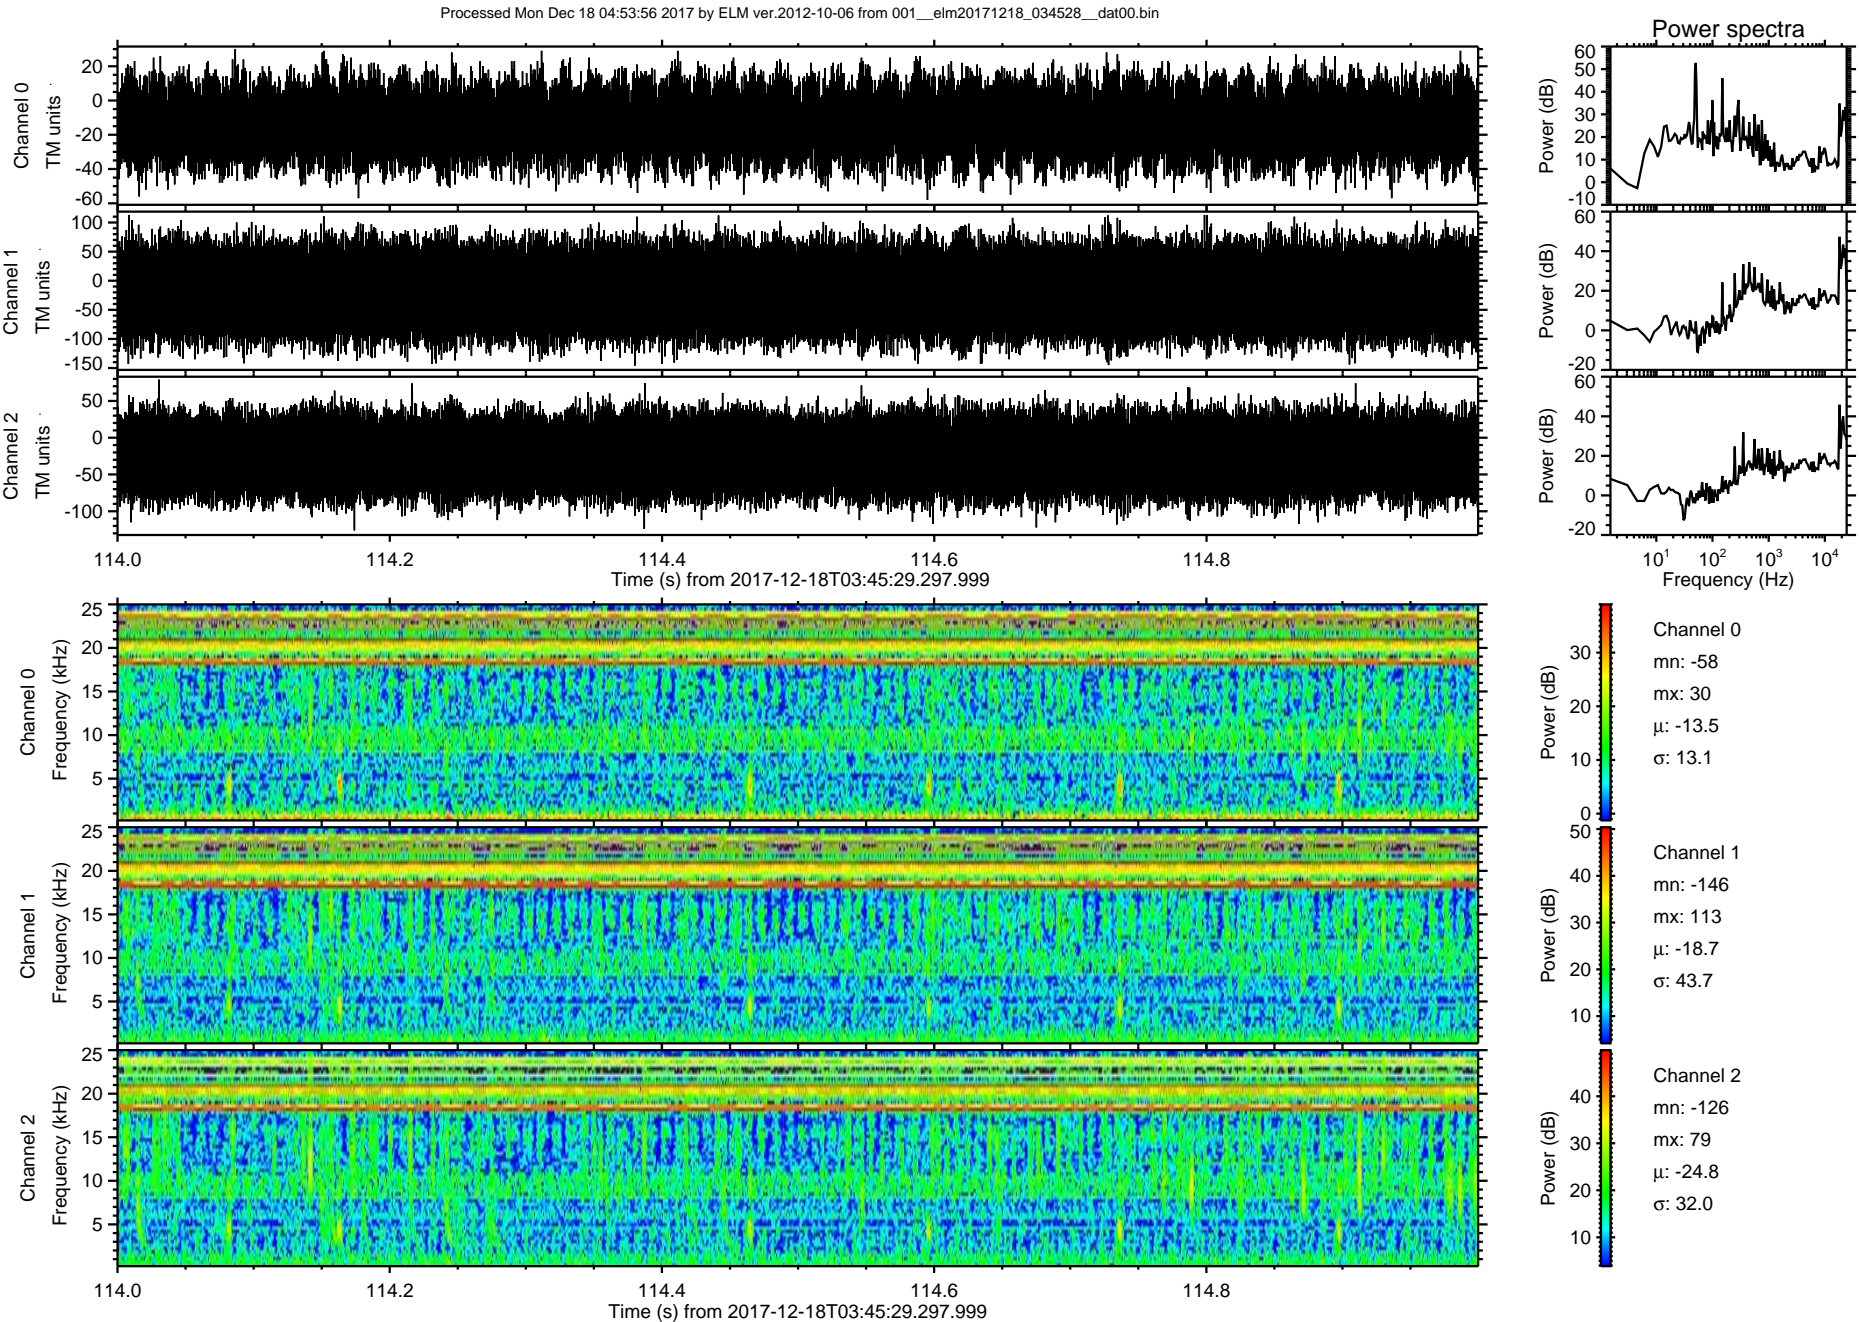 Processed Mon Dec 18 04:53:56 2017 by ELM ver.2012-10-06 from 001__elm20171218_034528__dat00.bin
Power spectra
Channel 0
TM units
20
0
-20
-40
-60
Power (dB)
60
50
40
30
20
10
0
-10
Channel 1
TM units
100
50
0
-50
-100
-150
Power (dB)
60
40
20
0
-20
Channel 2
TM units
50
0
-50
-100
Power (dB)
60
40
20
0
-20
114.0 114.2 114.4 114.6 114.8
Time (s) from 2017-12-18T03:45:29.297.999
10¹ 10² 10³ 10⁴
Frequency (Hz)
Channel 0
Frequency (kHz)
25
20
15
10
5
Power (dB)
30
20
10
0
Channel 0
mn: -58
mx: 30
μ: -13.5
σ: 13.1
Channel 1
Frequency (kHz)
25
20
15
10
5
Power (dB)
50
40
30
20
10
Channel 1
mn: -146
mx: 113
μ: -18.7
σ: 43.7
Channel 2
Frequency (kHz)
25
20
15
10
5
Power (dB)
40
30
20
10
Channel 2
mn: -126
mx: 79
μ: -24.8
σ: 32.0
114.0 114.2 114.4 114.6 114.8
Time (s) from 2017-12-18T03:45:29.297.999